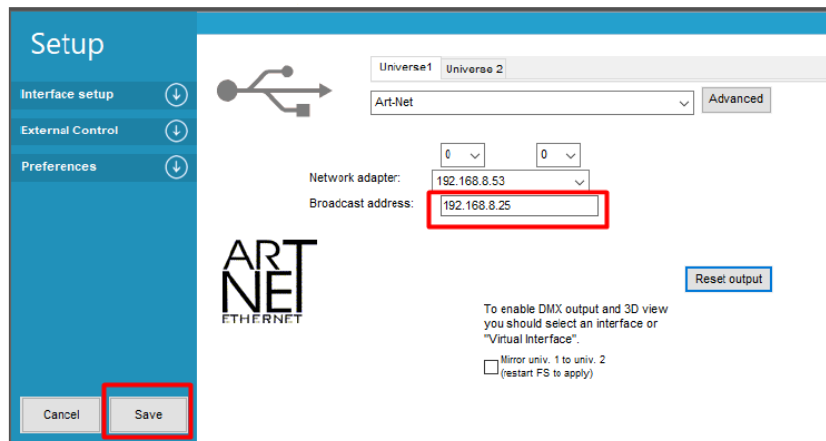 Setup
Interface setup
External Control
Preferences
Universe1 Universe 2
Art-Net Advanced
0 0
Network adapter: 192.168.8.53
Broadcast address: 192.168.8.25
ART
NET
ETHERNET
Reset output
To enable DMX output and 3D view
you should select an interface or
"Virtual Interface".
Mirror univ. 1 to univ. 2
(restart FS to apply)
Cancel Save